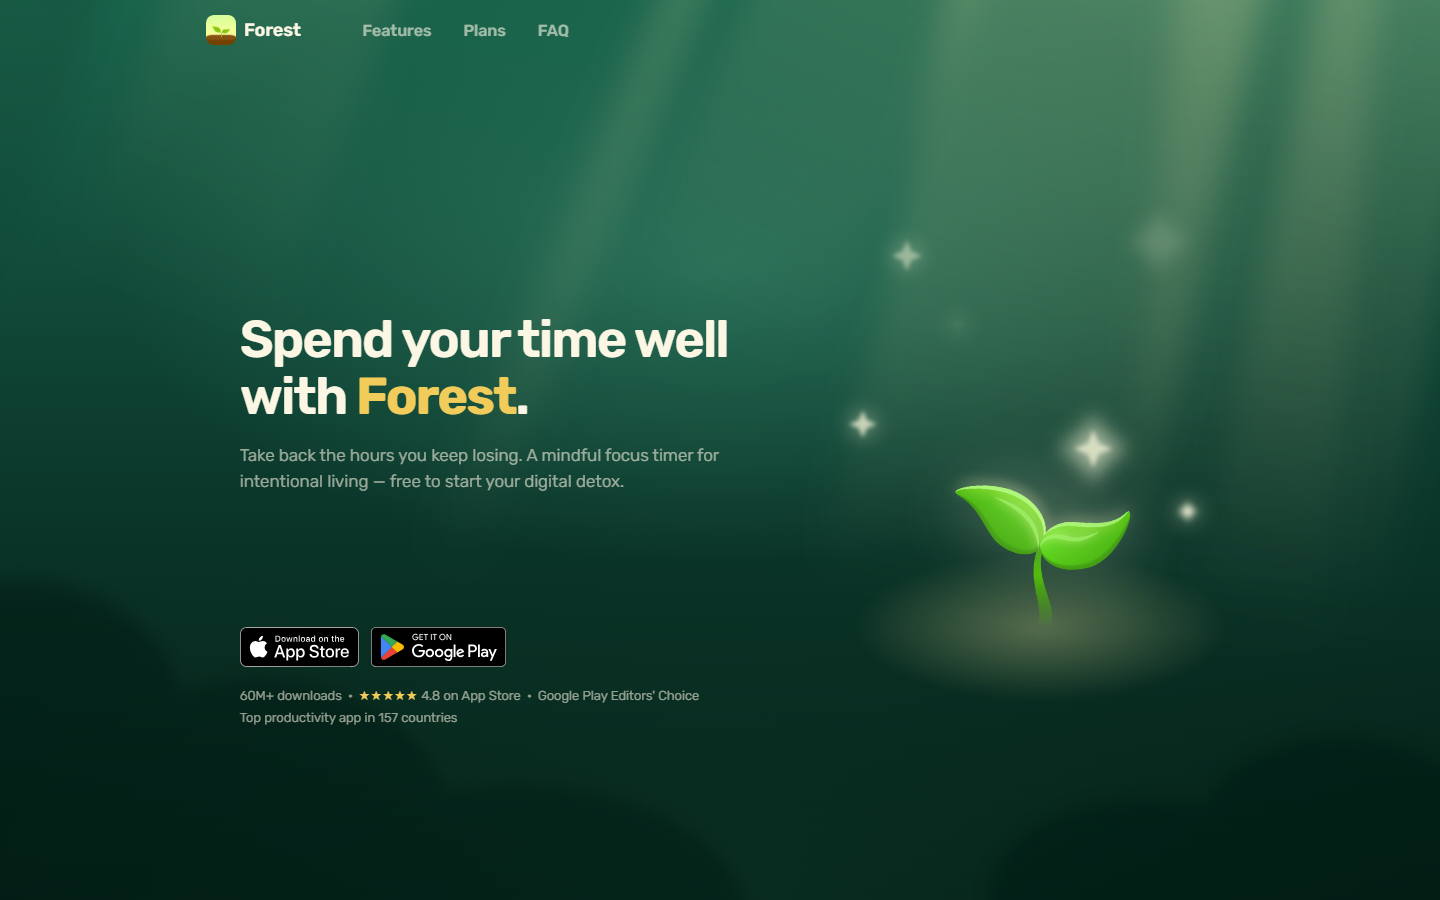 Forest
Features
Plans
FAQ
Spend your time well
with Forest.
Take back the hours you keep losing. A mindful focus timer for
intentional living — free to start your digital detox.
Download on the
App Store
GET IT ON
Google Play
60M+ downloads • ★★★★★ 4.8 on App Store • Google Play Editors' Choice
Top productivity app in 157 countries